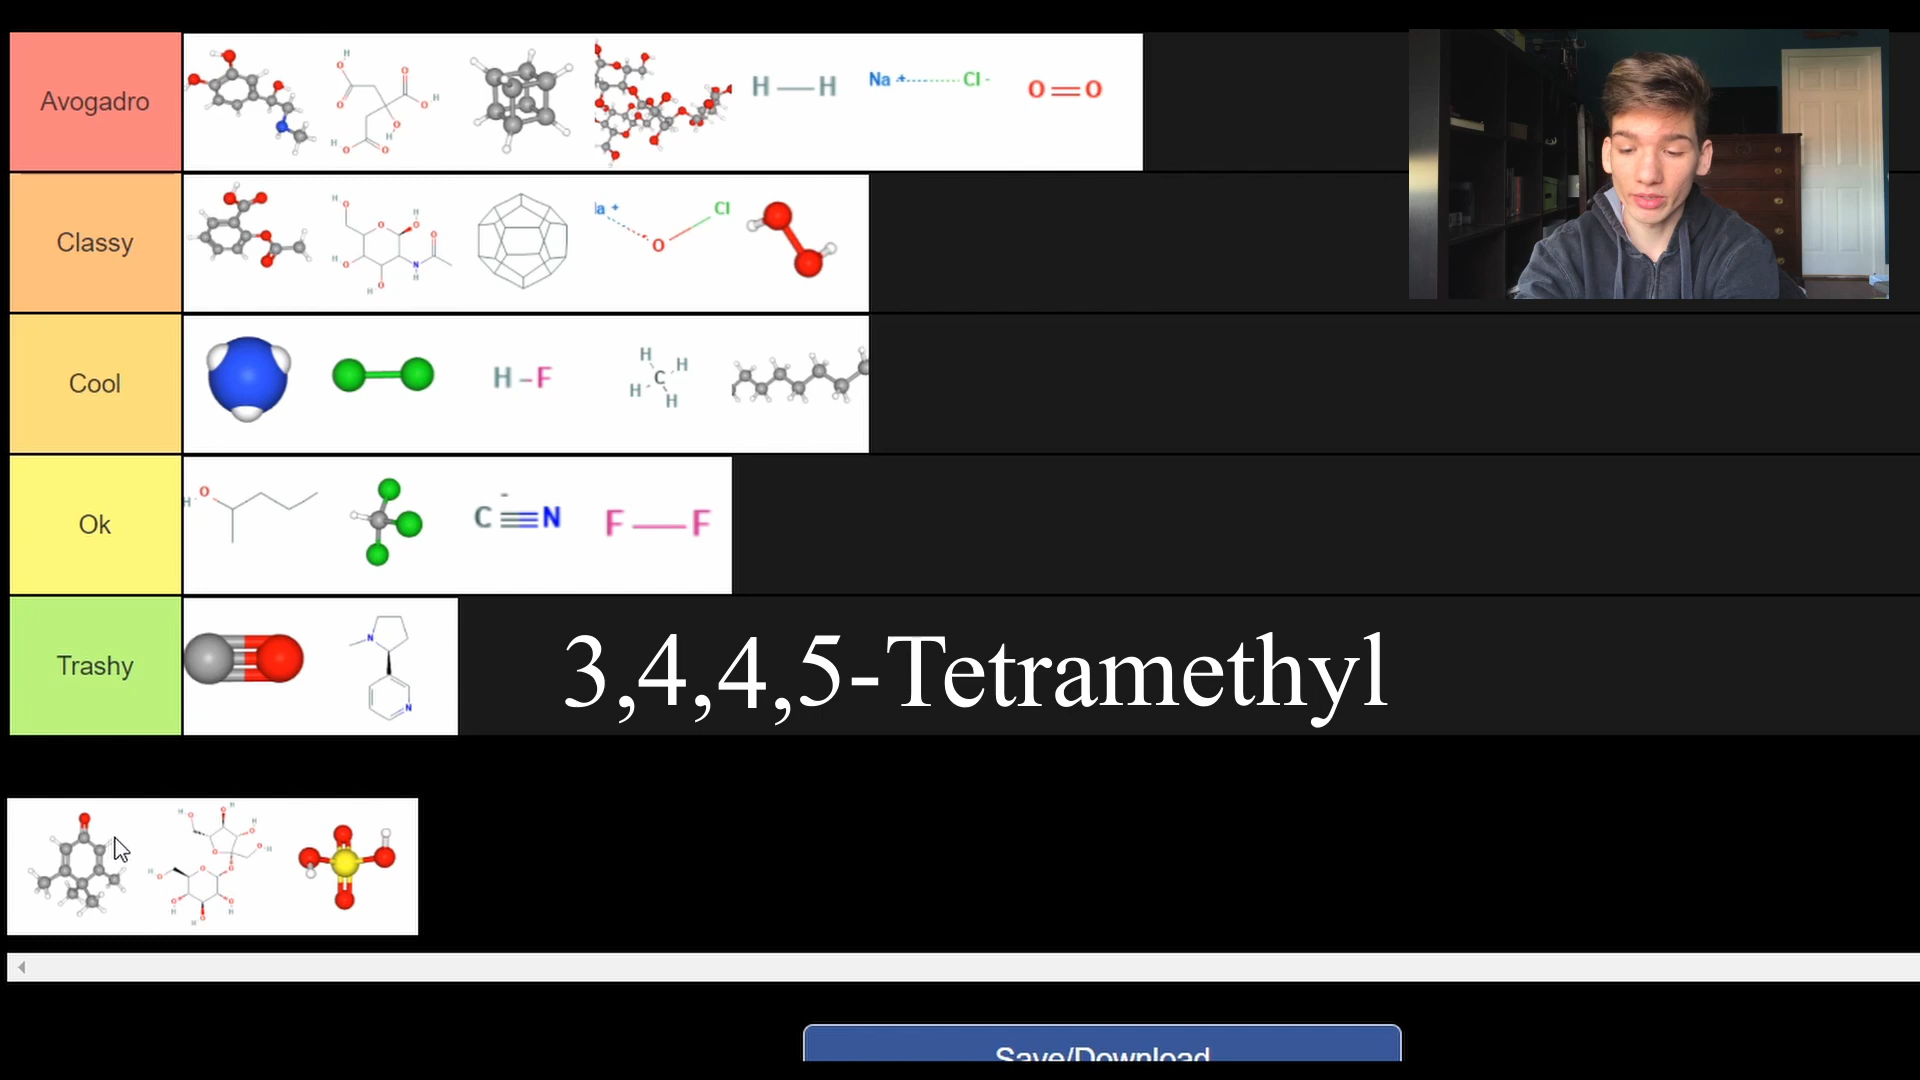 Avogadro
H H
Na + Cl -
O O
Classy
Cl
O
Cool
H F
H
H
C
H
H
Ok
C N
F F
Trashy
N
N
3,4,4,5-Tetramethyl
Save/Download